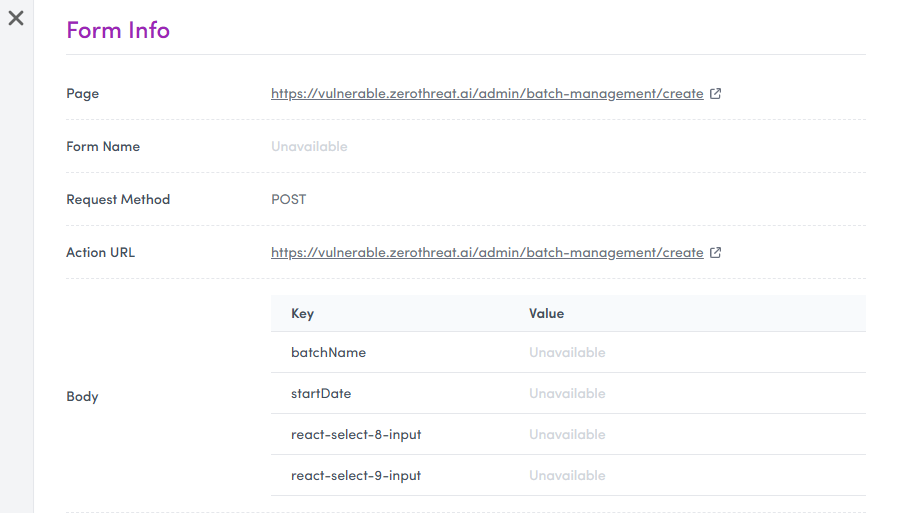 Form Info
Page https://vulnerable.zerothreat.ai/admin/batch-management/create
Form Name Unavailable
Request Method POST
Action URL https://vulnerable.zerothreat.ai/admin/batch-management/create
Body
Key Value
batchName Unavailable
startDate Unavailable
react-select-8-input Unavailable
react-select-9-input Unavailable